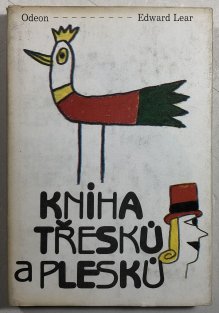 Odeon ---------- Edward Lear
KNIHA
TŘESKŮ
a PLESKŮ